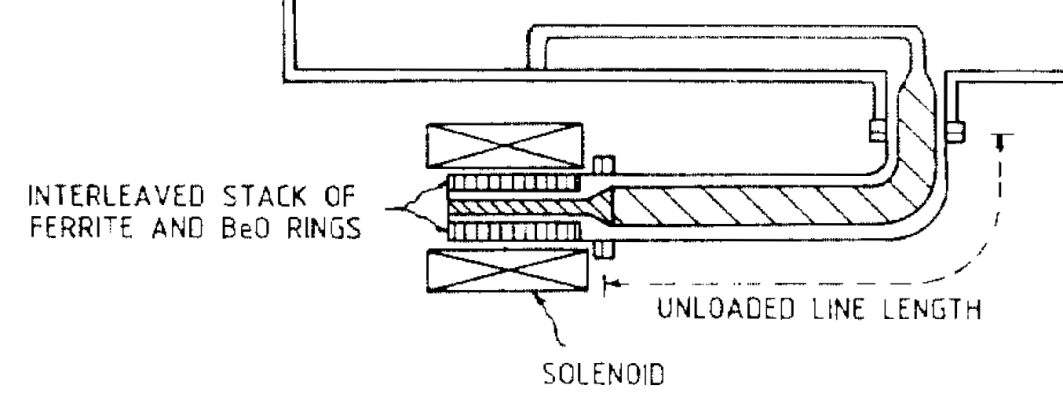 INTERLEAVED STACK OF
FERRITE AND BeO RINGS
UNLOADED LINE LENGTH
SOLENOID